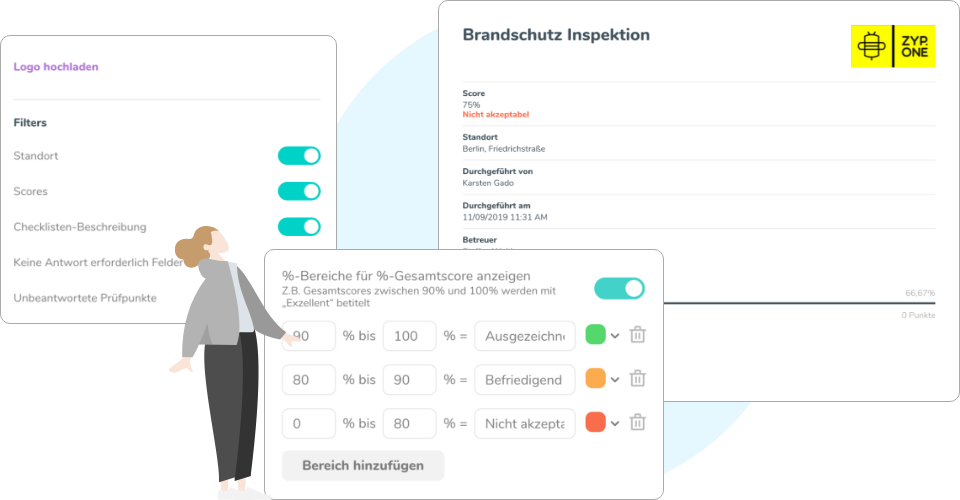 Logo hochladen
Filters
Standort
Scores
Checklisten-Beschreibung
Keine Antwort erforderlich Felder
Unbeantwortete Prüfpunkte
Brandschutz Inspektion
ZYP.
ONE
Score
75%
Nicht akzeptabel
Standort
Berlin, Friedrichstraße
Durchgeführt von
Karsten Gado
Durchgeführt am
11/09/2019 11:31 AM
Betreuer
66,67%
0 Punkte
%-Bereiche für %-Gesamtscore anzeigen
Z.B. Gesamtscores zwischen 90% und 100% werden mit
„Exzellent" betitelt
90 % bis 100 % = Ausgezeichn
80 % bis 90 % = Befriedigend
0 % bis 80 % = Nicht akzepta
Bereich hinzufügen